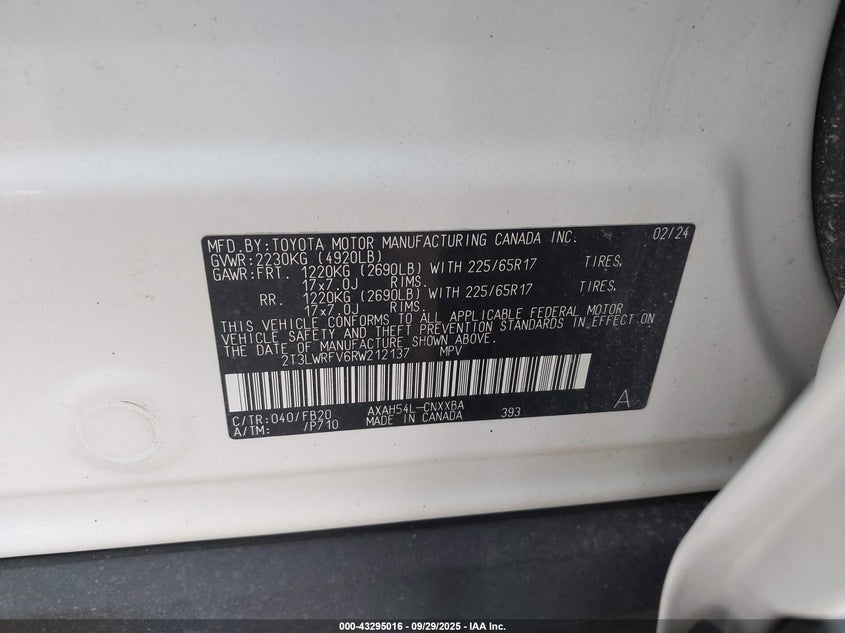 MFD.BY:TOYOTA MOTOR MANUFACTURING CANADA INC. 02/24
GVWR:2230KG (4920LB)
GAWR:FRT. 1220KG (2690LB) WITH 225/65R17 TIRES,
17x7.0J RIMS.
RR. 1220KG (2690LB) WITH 225/65R17 TIRES,
17x7.0J RIMS.
THIS VEHICLE CONFORMS TO ALL APPLICABLE FEDERAL MOTOR
VEHICLE SAFETY AND THEFT PREVENTION STANDARDS IN EFFECT ON
THE DATE OF MANUFACTURE SHOWN ABOVE.
2T3LWRFV6RW212137 MPV
C/TR:040/FB20 AXAH54L-CNXXBA 393 A
A/TM: /P710 MADE IN CANADA
000-43295016 - 09/29/2025 - IAA Inc.